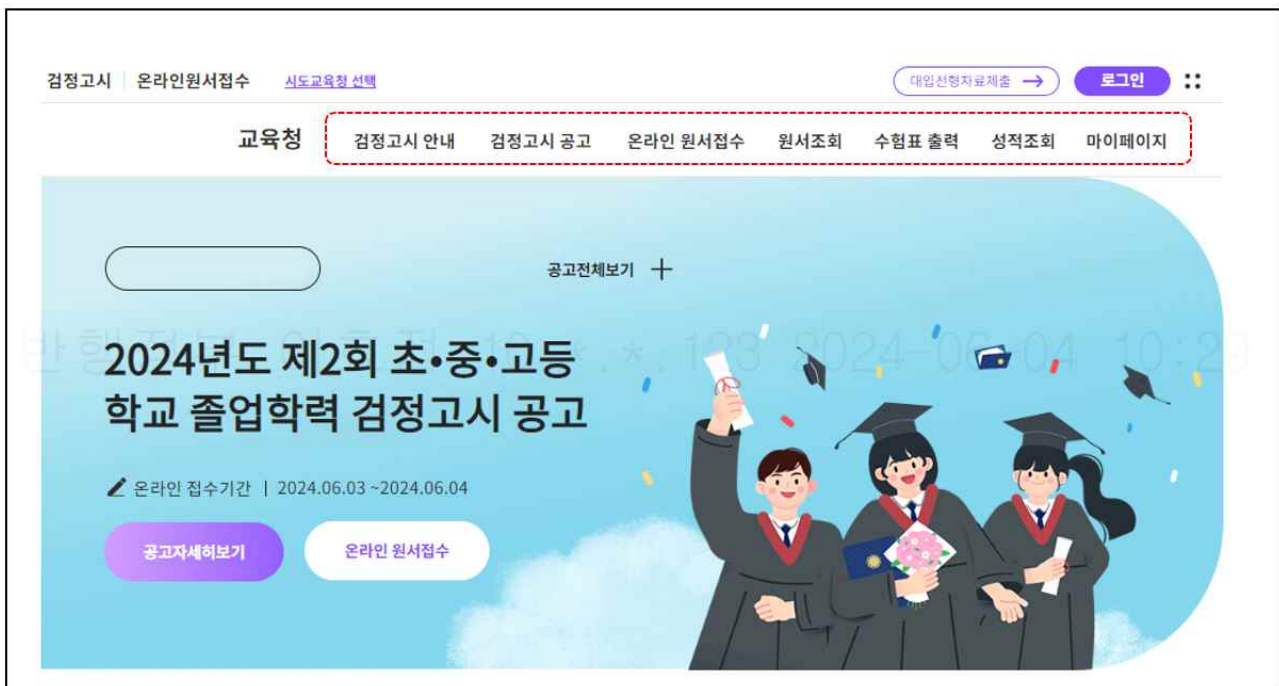 검정고시 온라인원서접수 시도교육청 선택 대입전형자료제출 → 로그인
교육청 검정고시 안내 검정고시 공고 온라인 원서접수 원서조회 수험표 출력 성적조회 마이페이지
공고전체보기
2024년도 제2회 초•중•고등
학교 졸업학력 검정고시 공고
온라인 접수기간 | 2024.06.03 ~2024.06.04
공고자세히보기 온라인 원서접수
123 2024-06-04 10:29